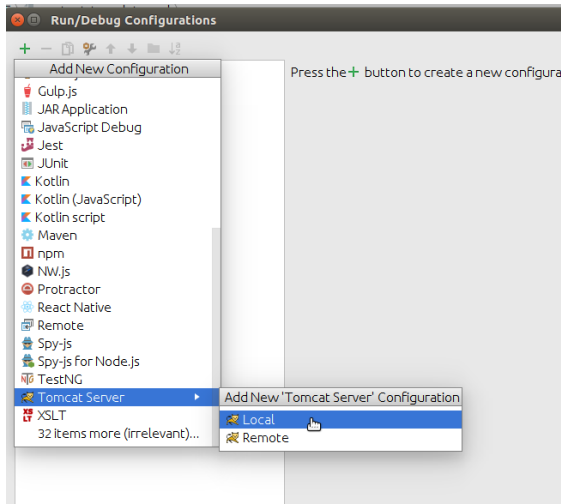 Run/Debug Configurations
Add New Configuration
Press the + button to create a new configura
Gulp.js
JAR Application
JavaScript Debug
Jest
JUnit
Kotlin
Kotlin (JavaScript)
Kotlin script
Maven
npm
NW.js
Protractor
React Native
Remote
Spy-js
Spy-js for Node.js
TestNG
Tomcat Server
Add New 'Tomcat Server' Configuration
XSLT
Local
32 items more (irrelevant)...
Remote